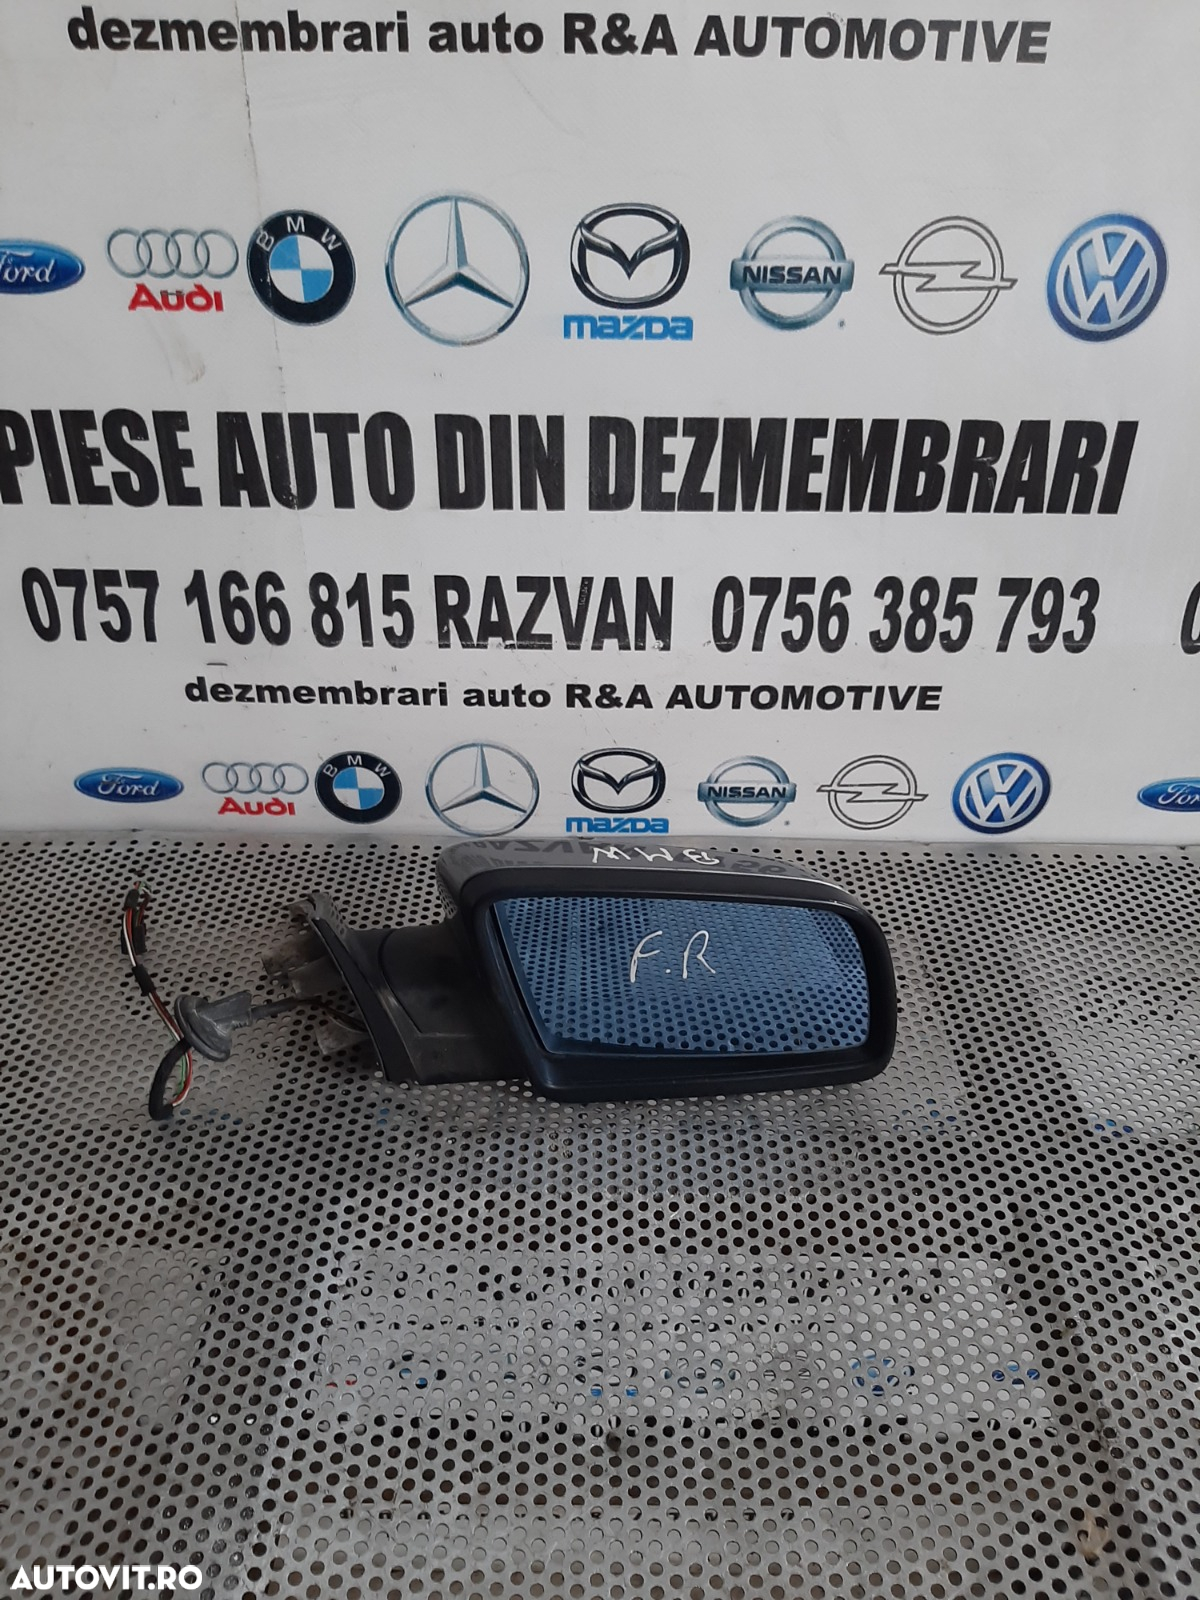 dezmembrari auto R&A AUTOMOTIVE
Ford Audi BMW mazda NISSAN
PIESE AUTO DIN DEZMEMBRARI
0757 166 815 RAZVAN 0756 385 793
dezmembrari auto R&A AUTOMOTIVE
Ford Audi BMW mazda NISSAN Ford
BMW
F.R
AUTOVIT.RO